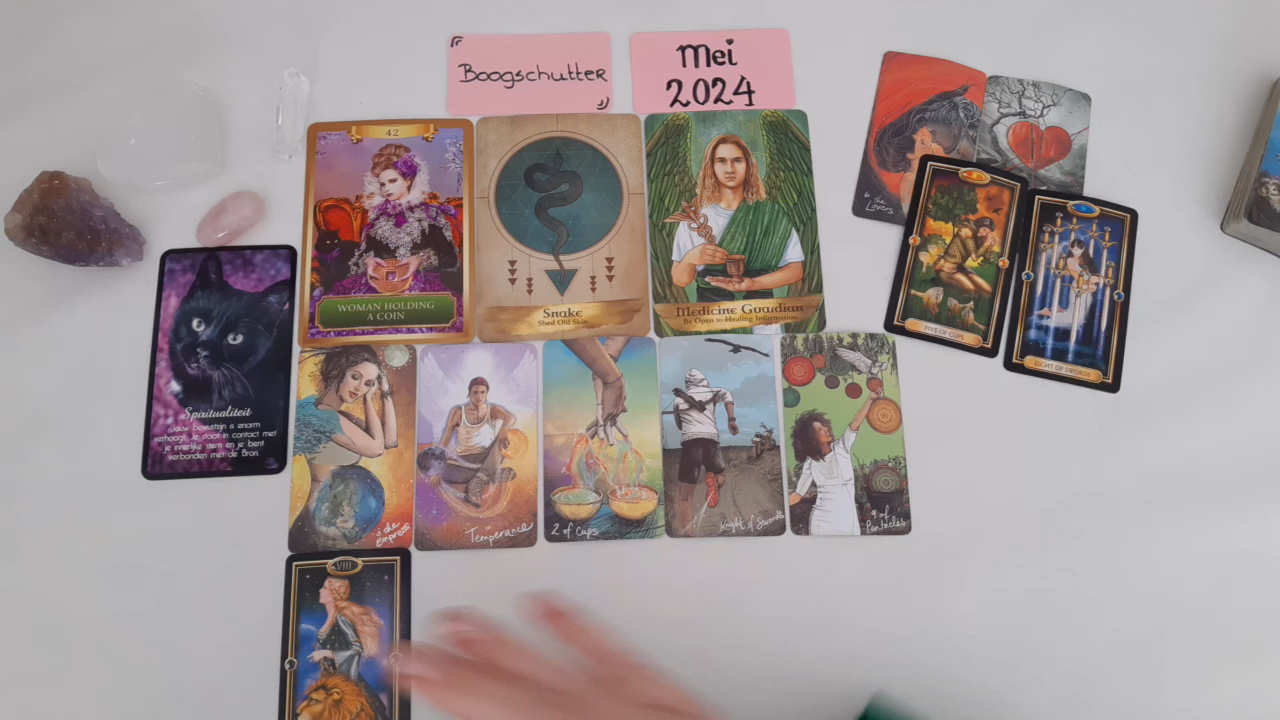 Boogschutter
Mei
2024
42
WOMAN HOLDING
A COIN
Snake
Shed Old Skin
Medicine Guardian
Be Open to Healing Information
6 the
Lovers
FIVE OF CUPS
EIGHT OF SWORDS
Spiritualiteit
Jouw bewustzijn is enorm
verhoogd. Je staat in contact met
je innerlijke stem en je bent
verbonden met de Bron.
3 the
empress
Temperance
2 of Cups
Knight of Swords
9 of
Pentacles
VIII